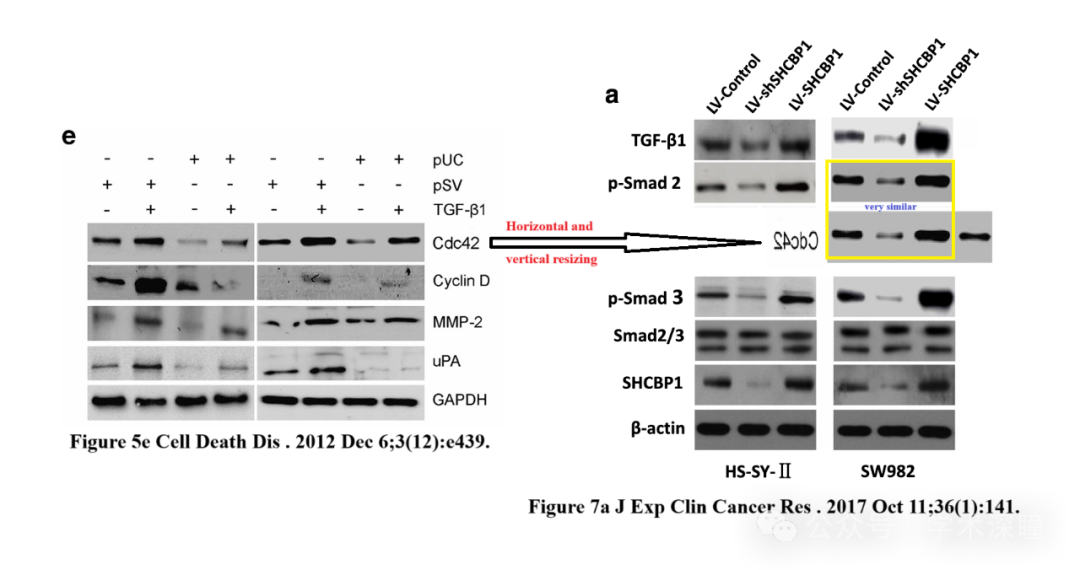 e
- - + + - - + + pUC
+ + - - + + - - pSV
- + - + - + - + TGF-β1
Cdc42
Cyclin D
MMP-2
uPA
GAPDH
Figure 5e Cell Death Dis . 2012 Dec 6;3(12):e439.
Horizontal and
vertical resizing
a
LV-Control
LV-shSHCBP1
LV-SHCBP1
LV-Control
LV-shSHCBP1
LV-SHCBP1
TGF-β1
p-Smad 2
very similar
Cdc42
p-Smad 3
Smad2/3
SHCBP1
β-actin
HS-SY-Ⅱ
SW982
Figure 7a J Exp Clin Cancer Res . 2017 Oct 11;36(1):141.
公众号